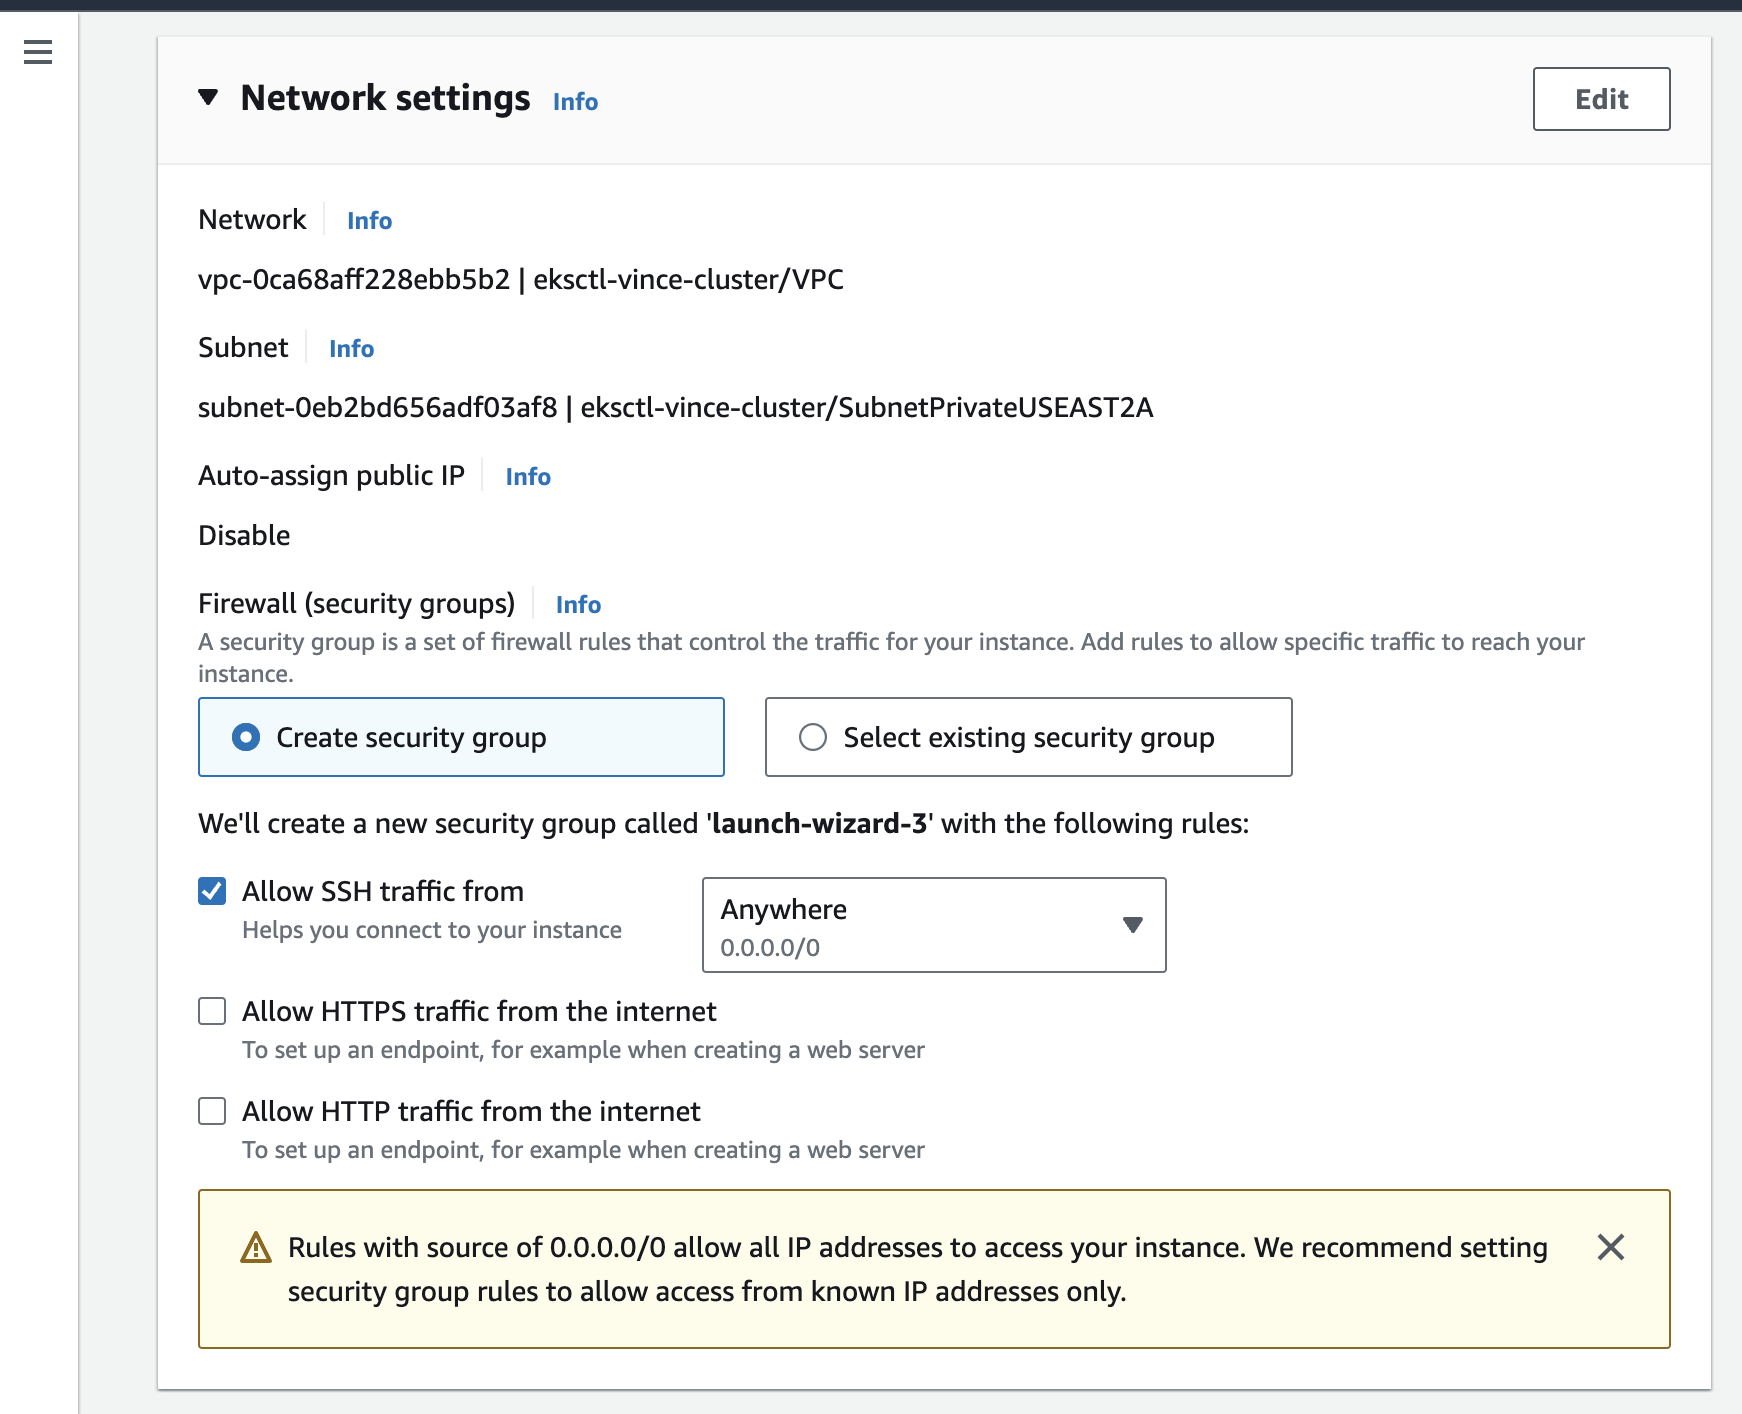 Network settings Info
Edit
Network Info
vpc-0ca68aff228ebb5b2 | eksctl-vince-cluster/VPC
Subnet Info
subnet-0eb2bd656adf03af8 | eksctl-vince-cluster/SubnetPrivateUSEAST2A
Auto-assign public IP Info
Disable
Firewall (security groups) Info
A security group is a set of firewall rules that control the traffic for your instance. Add rules to allow specific traffic to reach your
instance.
Create security group
Select existing security group
We'll create a new security group called 'launch-wizard-3' with the following rules:
Allow SSH traffic from
Helps you connect to your instance
Anywhere
0.0.0.0/0
Allow HTTPS traffic from the internet
To set up an endpoint, for example when creating a web server
Allow HTTP traffic from the internet
To set up an endpoint, for example when creating a web server
Rules with source of 0.0.0.0/0 allow all IP addresses to access your instance. We recommend setting
security group rules to allow access from known IP addresses only.